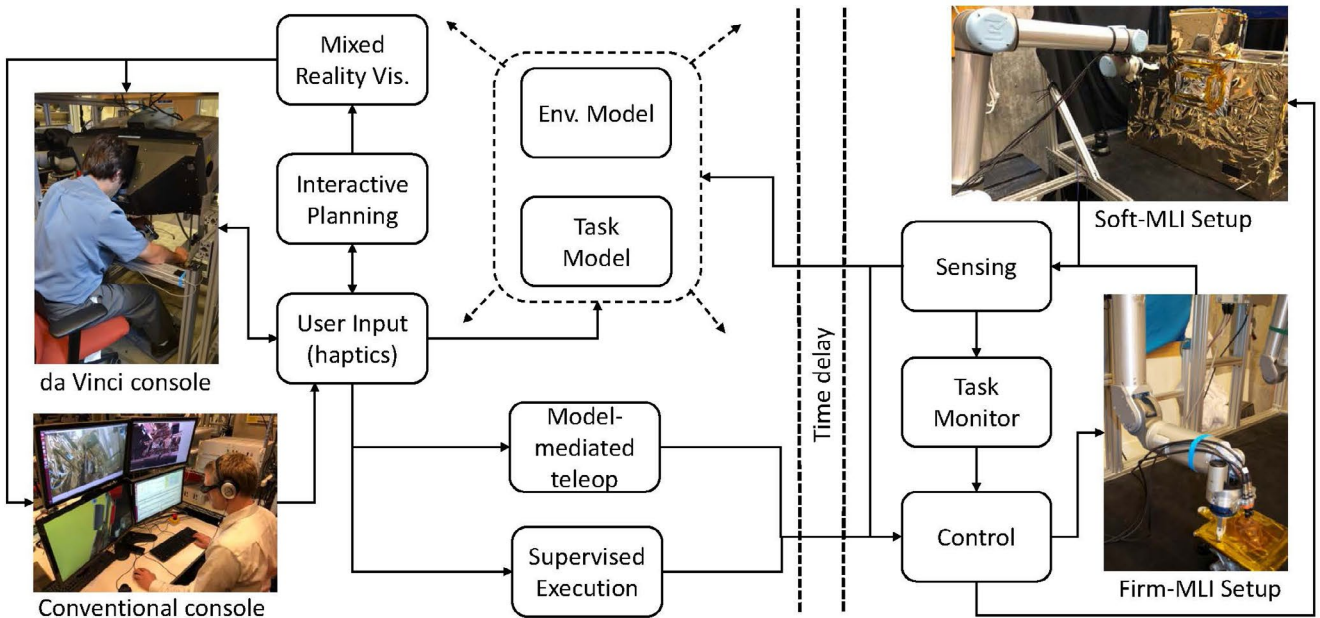 Mixed
Reality Vis.
Env. Model
Interactive
Planning
Task
Model
Soft-MLI Setup
Sensing
User Input
(haptics)
da Vinci console
Time delay
Task
Monitor
Model-
mediated
teleop
Control
Supervised
Execution
Conventional console
Firm-MLI Setup